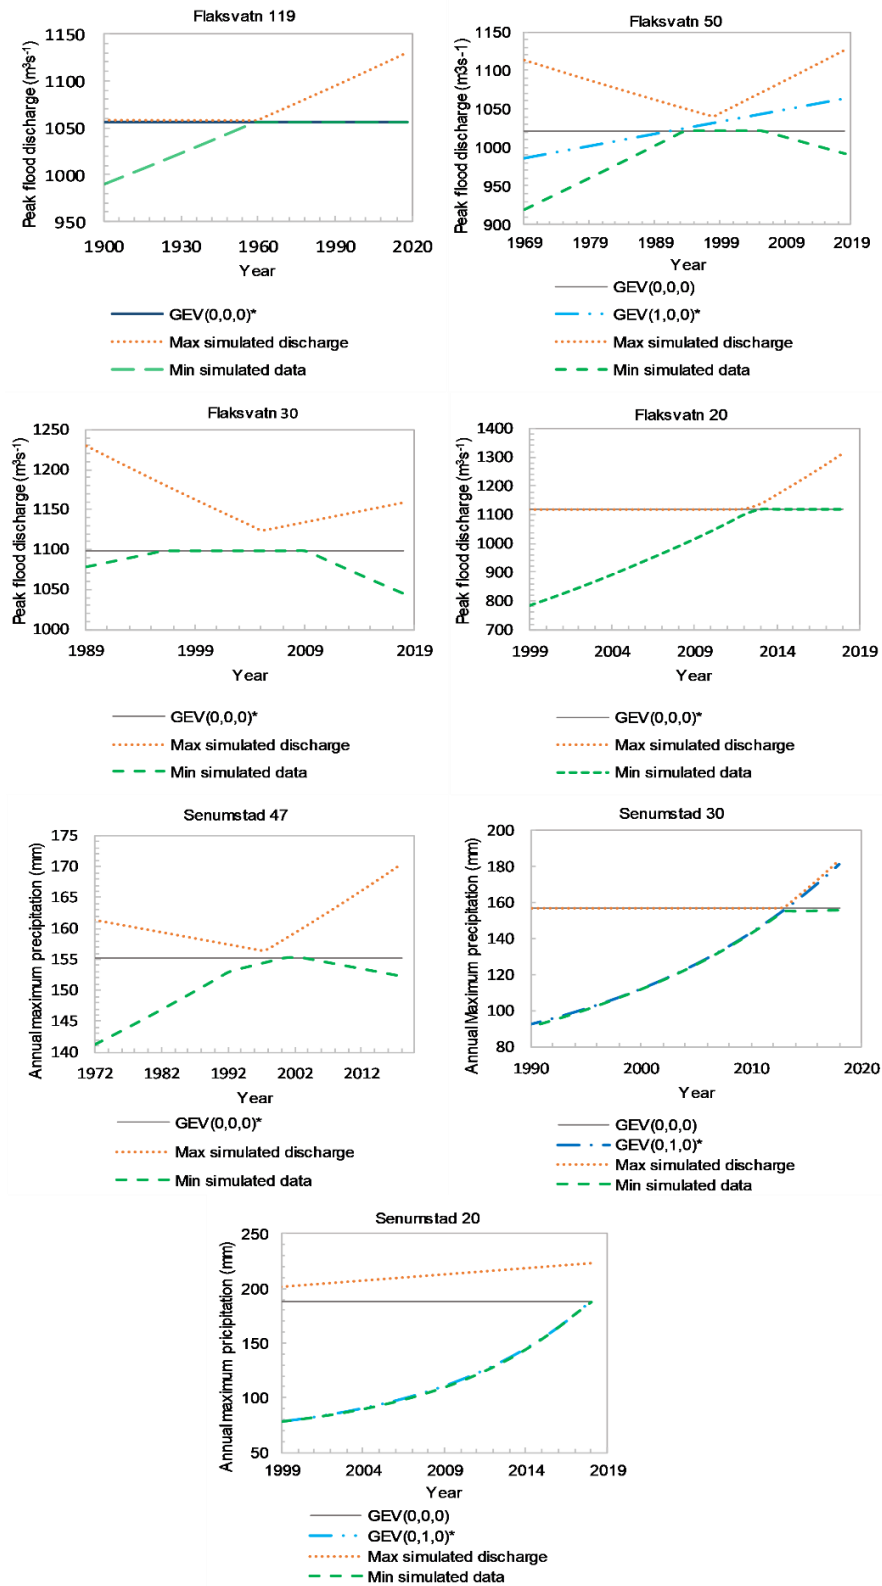 Flaksvatn 119
Peak flood discharge (m³s-¹)
1150
1100
1050
1000
950
1900 1930 1960 1990 2020
Year
GEV(0,0,0)*
Max simulated discharge
Min simulated data
Flaksvatn 50
Peak flood discharge (m3s-1)
1150
1100
1050
1000
950
900
1969 1979 1989 1999 2009 2019
Year
GEV(0,0,0)
GEV(1,0,0)*
Max simulated discharge
Min simulated data
Flaksvatn 30
Peak flood discharge (m³s-¹)
1250
1200
1150
1100
1050
1000
1989 1999 2009 2019
Year
GEV(0,0,0)*
Max simulated discharge
Min simulated data
Flaksvatn 20
Peak flood discharge (m³s-¹)
1400
1300
1200
1100
1000
900
800
700
1999 2004 2009 2014 2019
Year
GEV(0,0,0)*
Max simulated discharge
Min simulated data
Senumstad 47
Annual maximum precipitation (mm)
175
170
165
160
155
150
145
140
1972 1982 1992 2002 2012
Year
GEV(0,0,0)*
Max simulated discharge
Min simulated data
Senumstad 30
Annual Maximum precipitation (mm)
200
180
160
140
120
100
80
1990 2000 2010 2020
Year
GEV(0,0,0)
GEV(0,1,0)*
Max simulated discharge
Min simulated data
Senumstad 20
Annual maximum pricipitation (mm)
250
200
150
100
50
1999 2004 2009 2014 2019
Year
GEV(0,0,0)
GEV(0,1,0)*
Max simulated discharge
Min simulated data